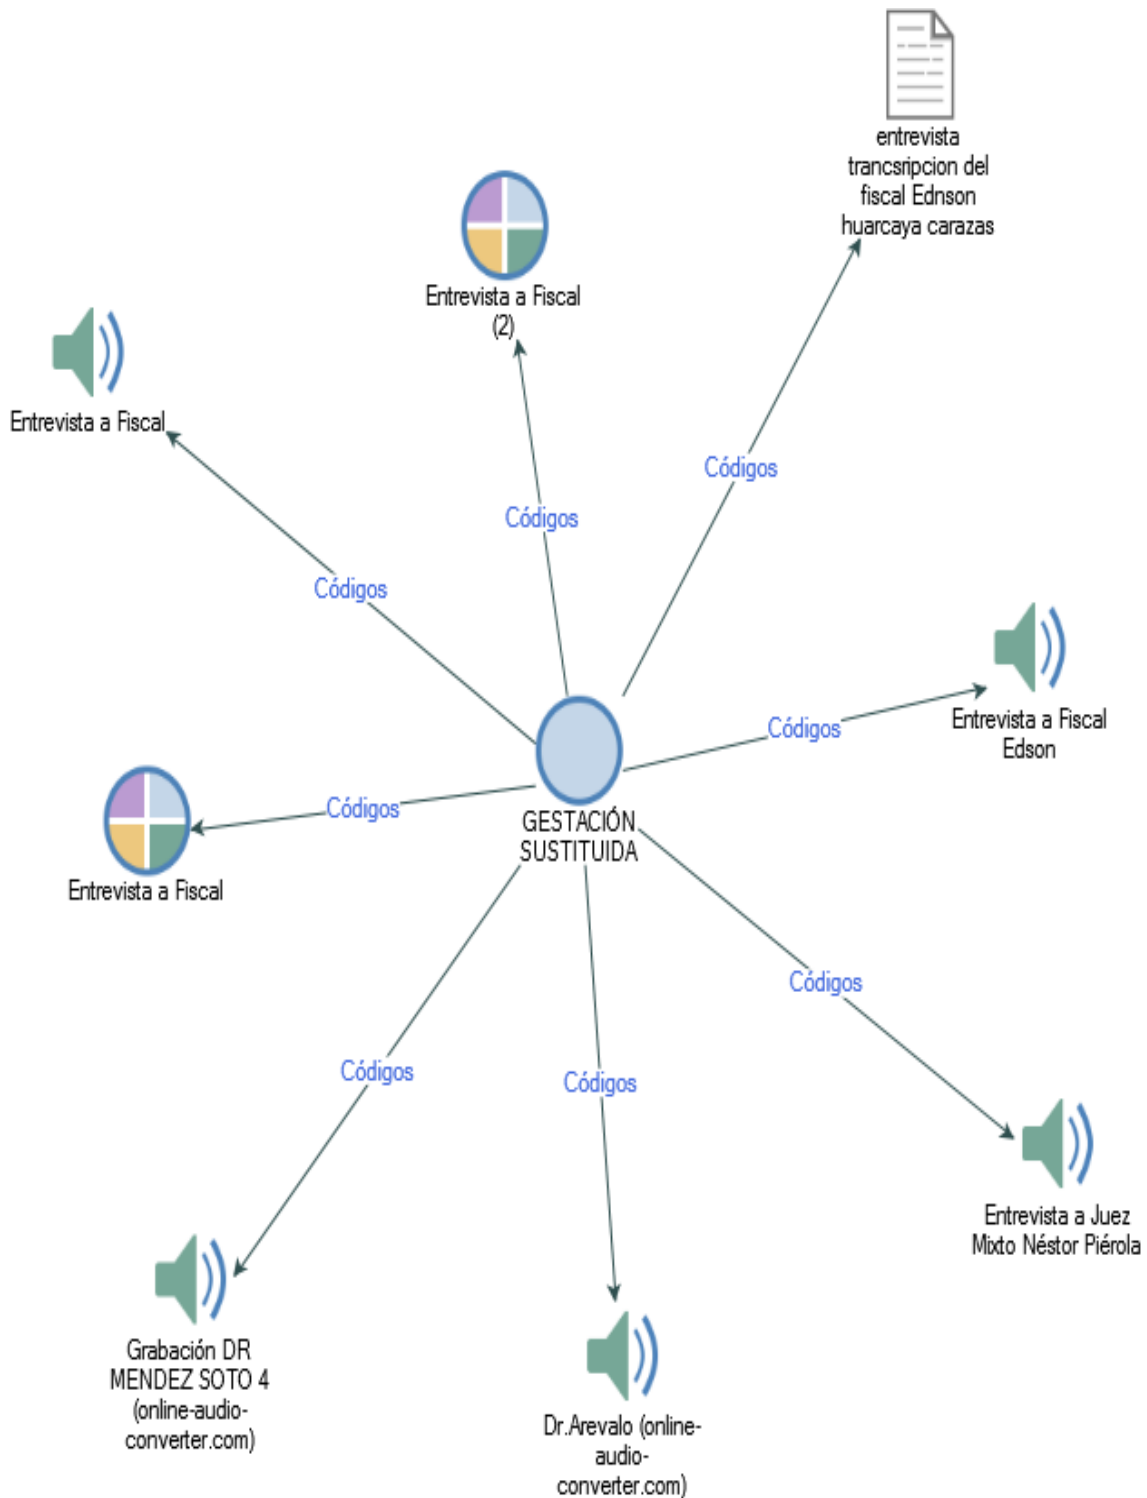 entrevista
trancsripcion del
fiscal Ednson
huarcaya carazas
Entrevista a Fiscal
(2)
Entrevista a Fiscal
Códigos
Códigos
Códigos
Entrevista a Fiscal
Edson
Códigos
Códigos
GESTACIÓN
SUSTITUIDA
Entrevista a Fiscal
Códigos
Códigos
Códigos
Entrevista a Juez
Mixto Néstor Piérola
Grabación DR
MENDEZ SOTO 4
(online-audio-
converter.com)
Dr.Arevalo (online-
audio-
converter.com)